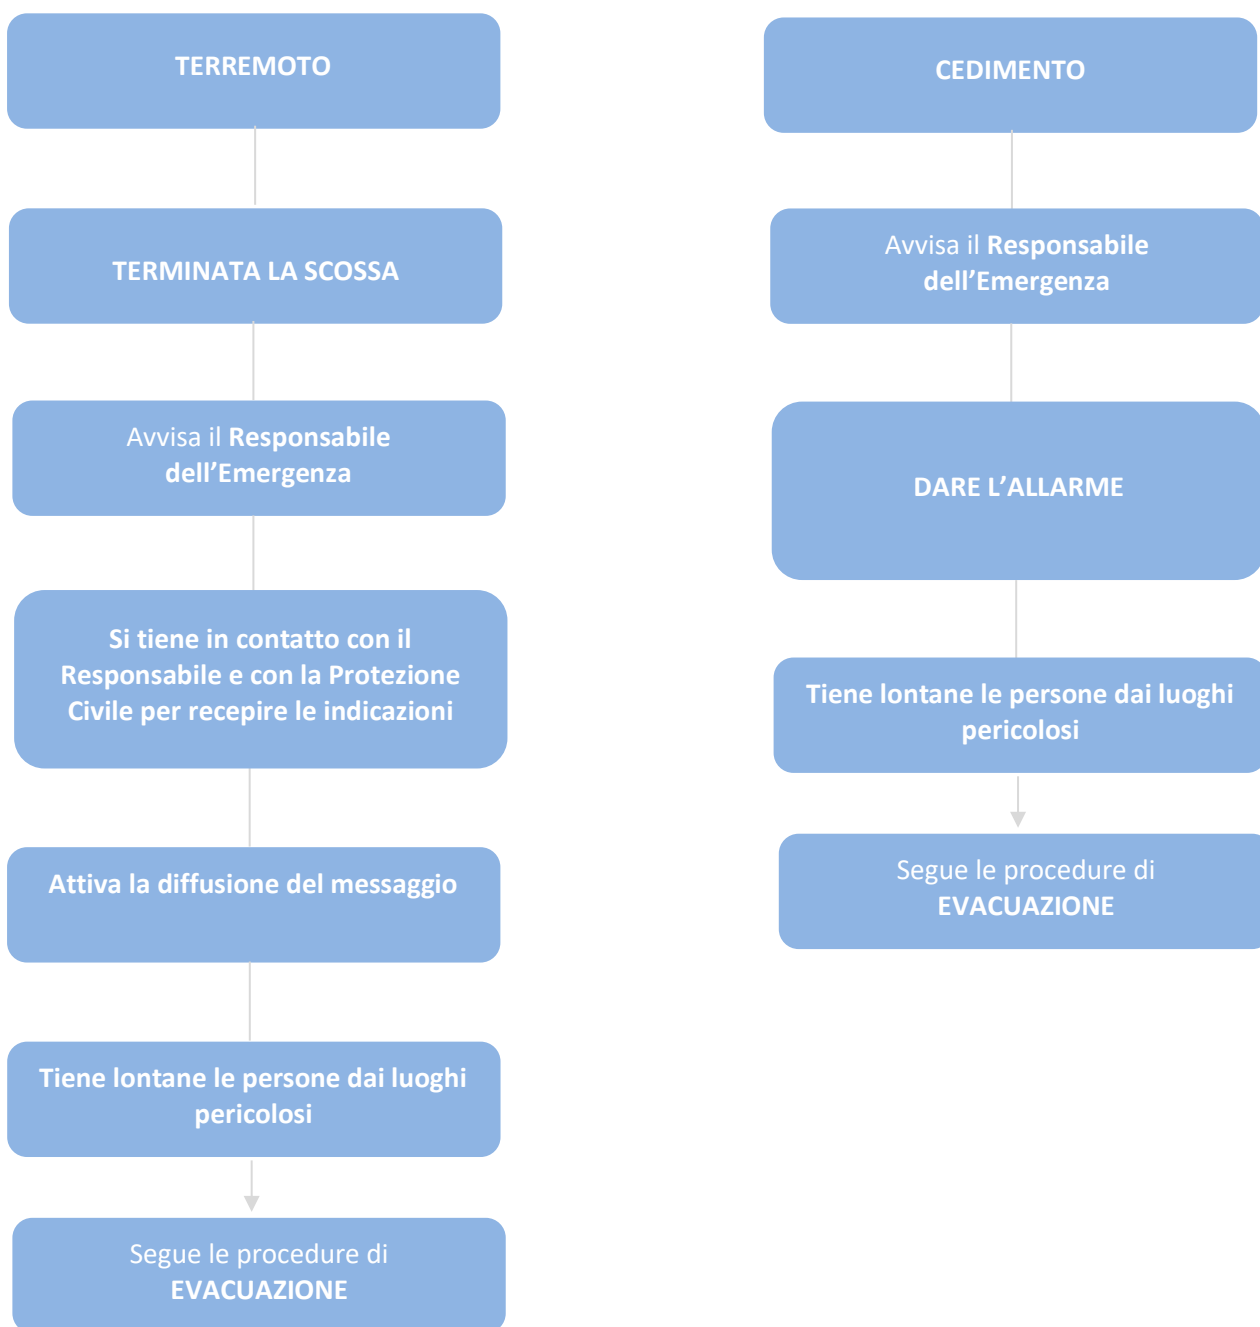 TERREMOTO
TERMINATA LA SCOSSA
Avvisa il Responsabile
dell’Emergenza
Si tiene in contatto con il
Responsabile e con la Protezione
Civile per recepire le indicazioni
Attiva la diffusione del messaggio
Tiene lontane le persone dai luoghi
pericolosi
Segue le procedure di
EVACUAZIONE
CEDIMENTO
Avvisa il Responsabile
dell’Emergenza
DARE L’ALLARME
Tiene lontane le persone dai luoghi
pericolosi
Segue le procedure di
EVACUAZIONE